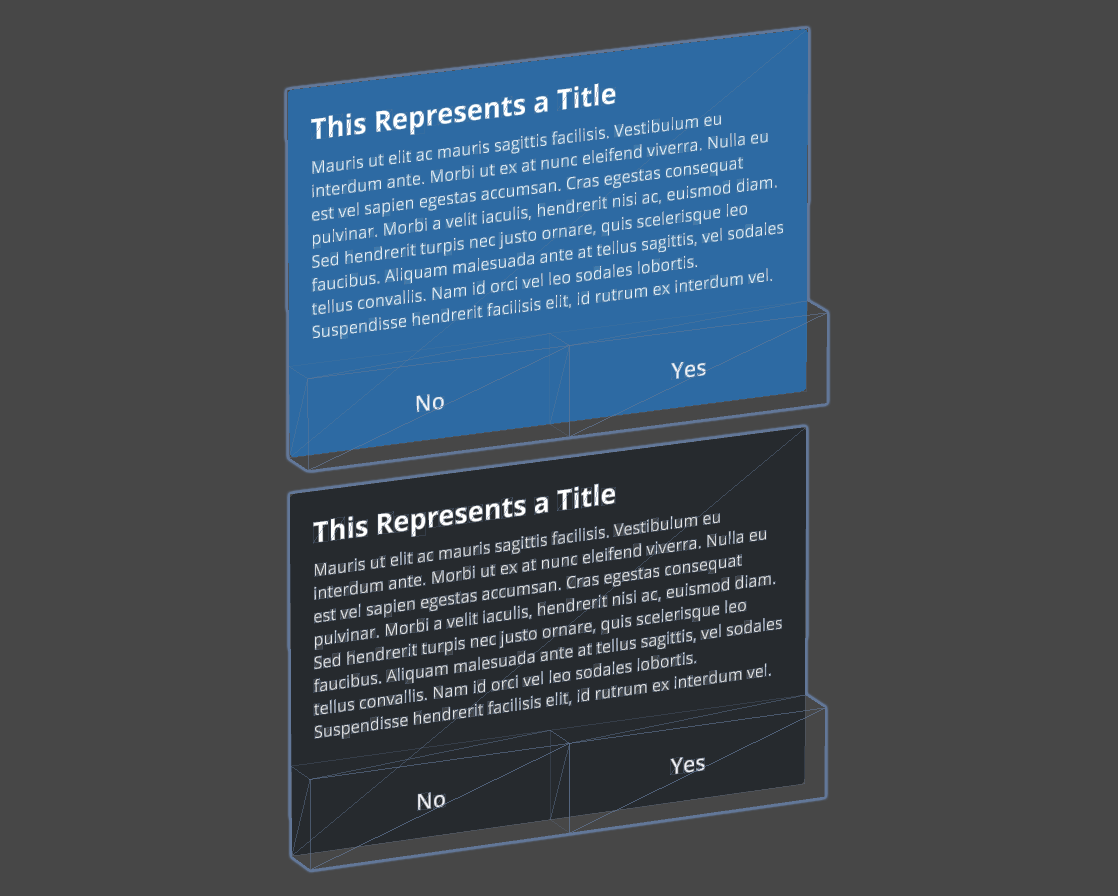 This Represents a Title
Mauris ut elit ac mauris sagittis facilisis. Vestibulum eu
interdum ante. Morbi ut ex at nunc eleifend viverra. Nulla eu
est vel sapien egestas accumsan. Cras egestas consequat
pulvinar. Morbi a velit iaculis, hendrerit nisi ac, euismod diam.
Sed hendrerit turpis nec justo ornare, quis scelerisque leo
faucibus. Aliquam malesuada ante at tellus sagittis, vel sodales
tellus convallis. Nam id orci vel leo sodales lobortis.
Suspendisse hendrerit facilisis elit, id rutrum ex interdum vel.
No
Yes
This Represents a Title
Mauris ut elit ac mauris sagittis facilisis. Vestibulum eu
interdum ante. Morbi ut ex at nunc eleifend viverra. Nulla eu
est vel sapien egestas accumsan. Cras egestas consequat
pulvinar. Morbi a velit iaculis, hendrerit nisi ac, euismod diam.
Sed hendrerit turpis nec justo ornare, quis scelerisque leo
faucibus. Aliquam malesuada ante at tellus sagittis, vel sodales
tellus convallis. Nam id orci vel leo sodales lobortis.
Suspendisse hendrerit facilisis elit, id rutrum ex interdum vel.
No
Yes